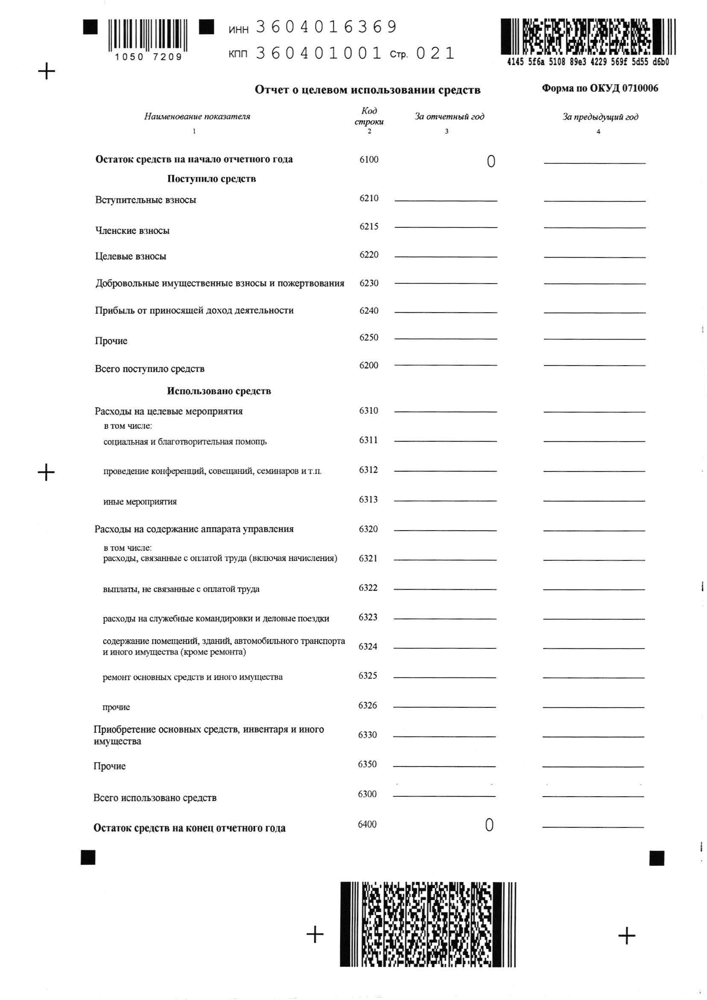 ИНН 3604016369
1050 7209
КПП 360401001 Стр. 021
4145 5f6a 5108 89e3 4229 569f 5d55 d6b0
Отчет о целевом использовании средств
Форма по ОКУД 0710006
Наименование показателя Код строки За отчетный год За предыдущий год
1 2 3 4
Остаток средств на начало отчетного года 6100 0
Поступило средств
Вступительные взносы 6210
Членские взносы 6215
Целевые взносы 6220
Добровольные имущественные взносы и пожертвования 6230
Прибыль от приносящей доход деятельности 6240
Прочие 6250
Всего поступило средств 6200
Использовано средств
Расходы на целевые мероприятия 6310
в том числе:
социальная и благотворительная помощь 6311
проведение конференций, совещаний, семинаров и т.п. 6312
иные мероприятия 6313
Расходы на содержание аппарата управления 6320
в том числе:
расходы, связанные с оплатой труда (включая начисления) 6321
выплаты, не связанные с оплатой труда 6322
расходы на служебные командировки и деловые поездки 6323
содержание помещений, зданий, автомобильного транспорта
и иного имущества (кроме ремонта) 6324
ремонт основных средств и иного имущества 6325
прочие 6326
Приобретение основных средств, инвентаря и иного
имущества 6330
Прочие 6350
Всего использовано средств 6300
Остаток средств на конец отчетного года 6400 0